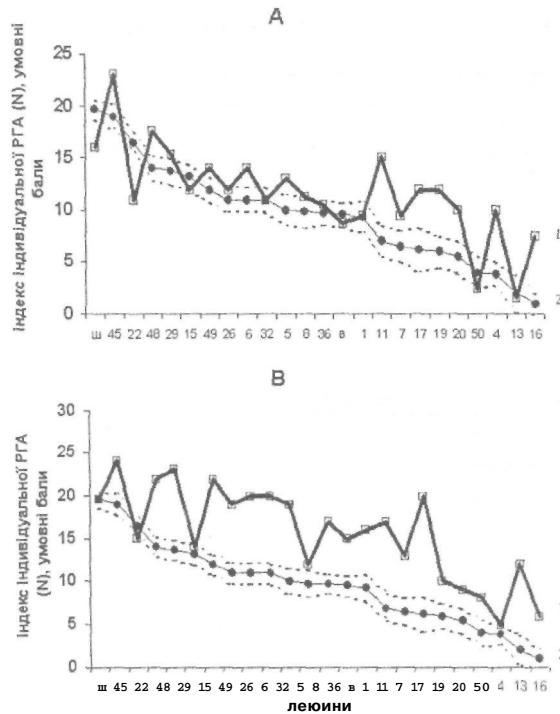 А
Індекс індивідуальної РГА (N), умовні
бали
25
20
15
10
5
0
ш 45 22 48 29 15 49 26 6 32 5 8 36 в 1 11 7 17 19 20 50 4 13 16
В
Індекс індивідуальної РГА
(N), умовні бали
30
25
20
15
10
5
0
ш 45 22 48 29 15 49 26 6 32 5 8 36 в 1 11 7 17 19 20 50 4 13 16
леюини